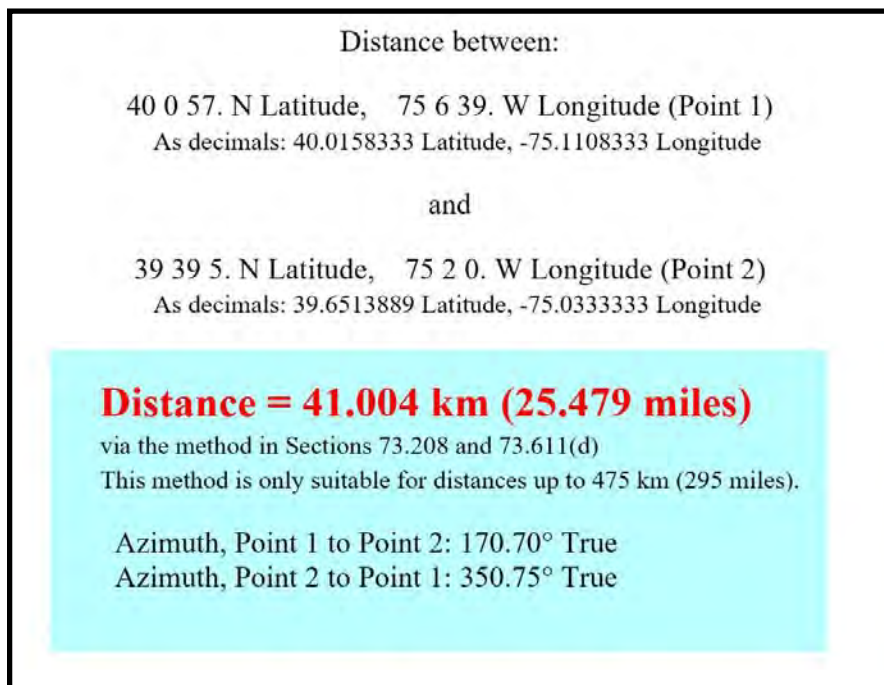 Distance between:
40 0 57. N Latitude, 75 6 39. W Longitude (Point 1)
As decimals: 40.0158333 Latitude, -75.1108333 Longitude
and
39 39 5. N Latitude, 75 2 0. W Longitude (Point 2)
As decimals: 39.6513889 Latitude, -75.0333333 Longitude
Distance = 41.004 km (25.479 miles)
via the method in Sections 73.208 and 73.611(d)
This method is only suitable for distances up to 475 km (295 miles).
Azimuth, Point 1 to Point 2: 170.70° True
Azimuth, Point 2 to Point 1: 350.75° True